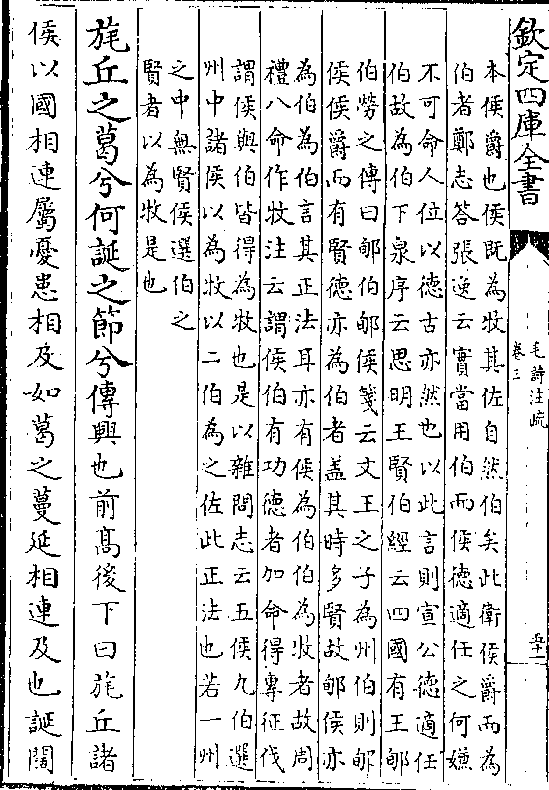 欽定四庫全書
毛詩注疏
卷三
五十一
本侯爵也侯既為牧其佐自然伯矣此衛侯爵而為
伯者鄭志答張逸云實當用伯而侯德適任之何嫌
不可命人位以德古亦然也以此言則宣公德適任
伯故為伯下泉序云思明王賢伯經云四國有王郇
伯勞之傳曰郇伯郇侯箋云文王之子為州伯則郇
侯侯爵而有賢德亦為伯者盖其時多賢故郇侯亦
為伯為伯言其正法耳亦有侯為伯伯為牧者故周
禮八命作牧注云謂侯伯有功德者加命得專征伐
謂侯與伯皆得為牧也是以雜問志云五侯九伯選
州中諸侯以為牧以二伯為之佐此正法也若一州
之中無賢侯選伯之
賢者以為牧是也
旄丘之葛兮何誕之節兮傳興也前髙後下曰旄丘諸
侯以國相連屬憂患相及如葛之蔓延相連及也誕闊